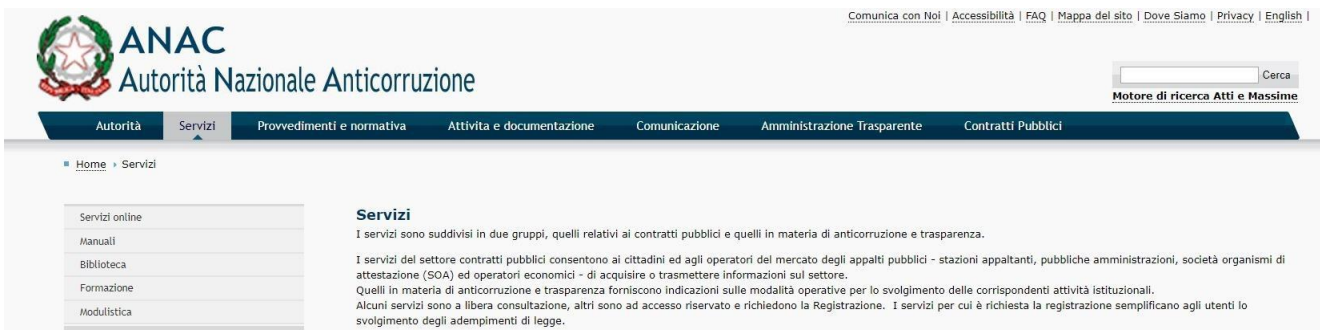 Comunica con Noi | Accessibilità | FAQ | Mappa del sito | Dove Siamo | Privacy | English |
ANAC
Autorità Nazionale Anticorruzione
Cerca
Motore di ricerca Atti e Massime
Autorità Servizi Provvedimenti e normativa Attivita e documentazione Comunicazione Amministrazione Trasparente Contratti Pubblici
Home › Servizi
Servizi online
Manuali
Biblioteca
Formazione
Modulistica
Servizi
I servizi sono suddivisi in due gruppi, quelli relativi ai contratti pubblici e quelli in materia di anticorruzione e trasparenza.
I servizi del settore contratti pubblici consentono ai cittadini ed agli operatori del mercato degli appalti pubblici - stazioni appaltanti, pubbliche amministrazioni, società organismi di
attestazione (SOA) ed operatori economici - di acquisire o trasmettere informazioni sul settore.
Quelli in materia di anticorruzione e trasparenza forniscono indicazioni sulle modalità operative per lo svolgimento delle corrispondenti attività istituzionali.
Alcuni servizi sono a libera consultazione, altri sono ad accesso riservato e richiedono la Registrazione. I servizi per cui è richiesta la registrazione semplificano agli utenti lo
svolgimento degli adempimenti di legge.